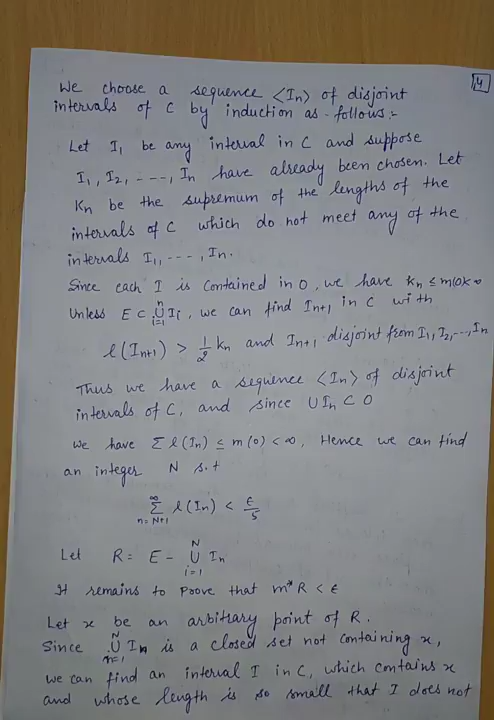 14
We choose a sequence <In> of disjoint
intervals of C by induction as follows:-
Let I1 be any interval in C and suppose
I1, I2, ---, In have already been chosen. Let
Kn be the supremum of the lengths of the
intervals of C which do not meet any of the
intervals I1, ---, In.
Since each I is contained in O, we have Kn ≤ m(O)<∞
Unless E ⊂ ∪_{i=1}^{n} Ii, we can find In+1 in C with
l(In+1) > 1/2 Kn and In+1 disjoint from I1, I2, ---, In
Thus we have a sequence <In> of disjoint
intervals of C, and since ∪In ⊂ O
We have Σ l(In) ≤ m(O) < ∞, Hence we can find
an integer N s.t
∑_{n=N+1}^{∞} l(In) < ε/5
Let R = E - ∪_{i=1}^{N} In
It remains to Prove that m*R < ε
Let x be an arbitrary point of R.
Since ∪_{n=1}^{N} In is a closed set not containing x,
we can find an interval I in C, which contains x
and whose length is so small that I does not